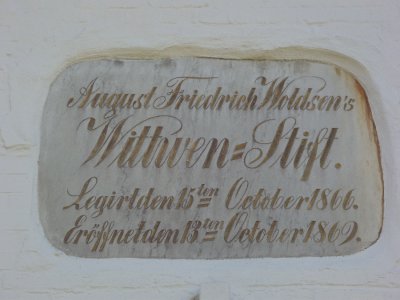 August Friedrich Woldsen's
Wittwen=Stift.
Legirt den 15ten October 1866.
Eröffnet den 13ten October 1869.